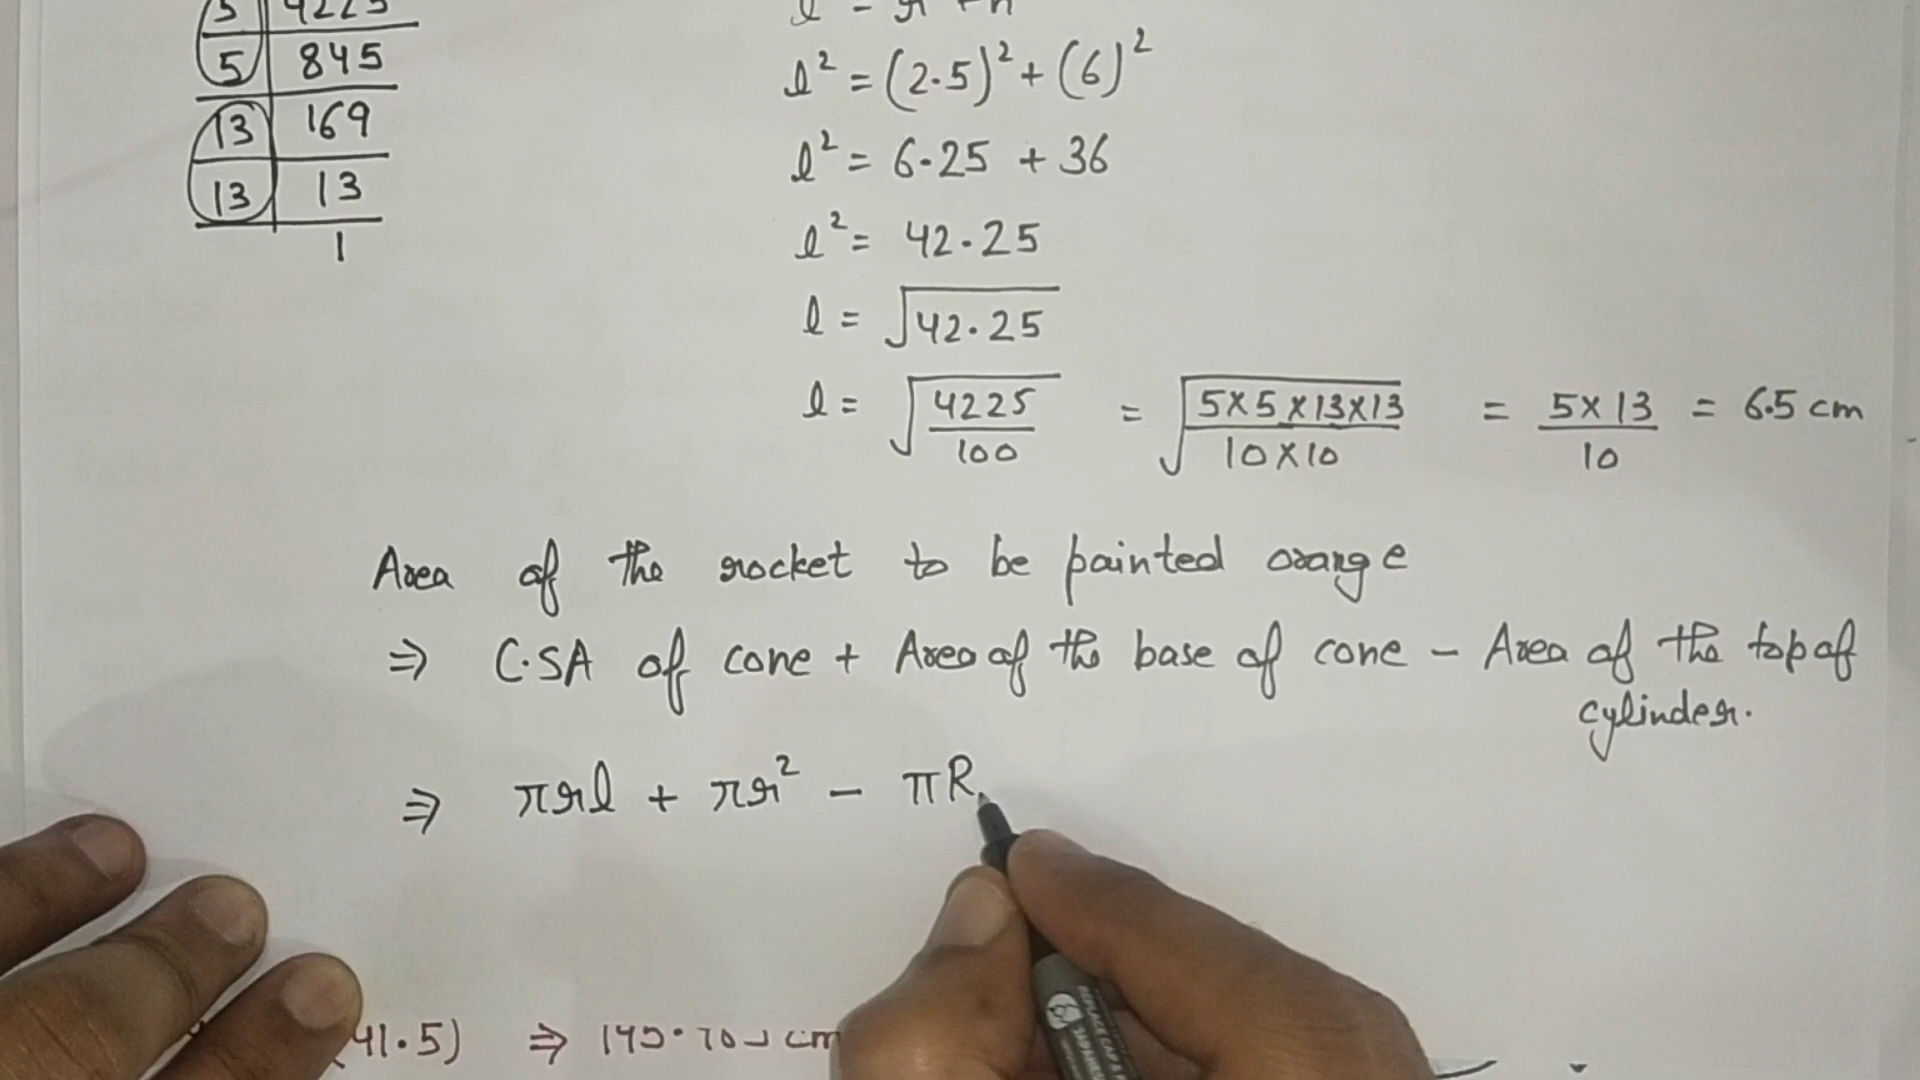 5 | 4225
5 | 845
13 | 169
13 | 13
1
l² = (2.5)² + (6)²
l² = 6.25 + 36
l² = 42.25
l = √42.25
l = √(4225/100) = √(5×5×13×13/10×10) = 5×13/10 = 6.5 cm
Area of the rocket to be painted orange
⇒ C.SA of cone + Area of the base of cone − Area of the top of
cylinder.
⇒ πrl + πr² − πR
41.5) ⇒